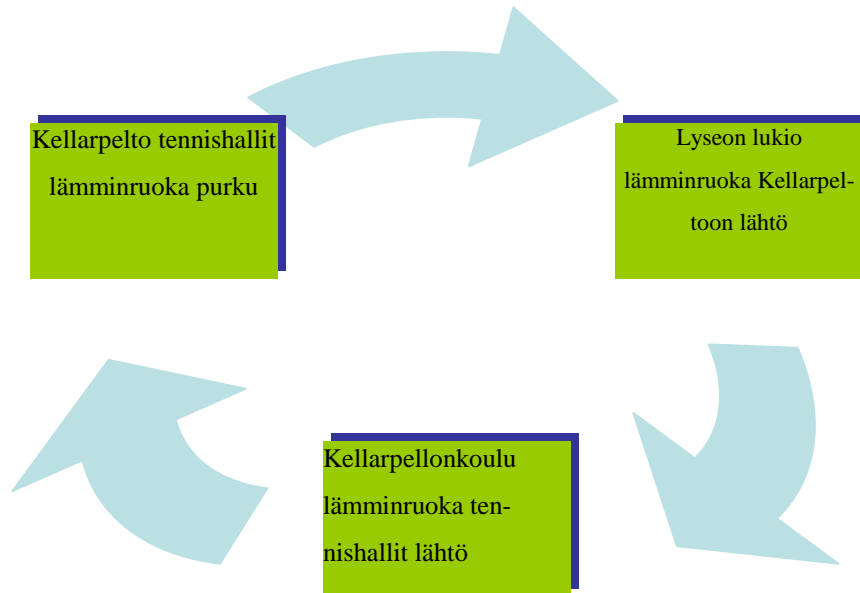 Kellarpelto tennishallit
lämminruoka purku
Lyseon lukio
lämminruoka Kellarpel-
toon lähtö
Kellarpellonkoulu
lämminruoka ten-
nishallit lähtö